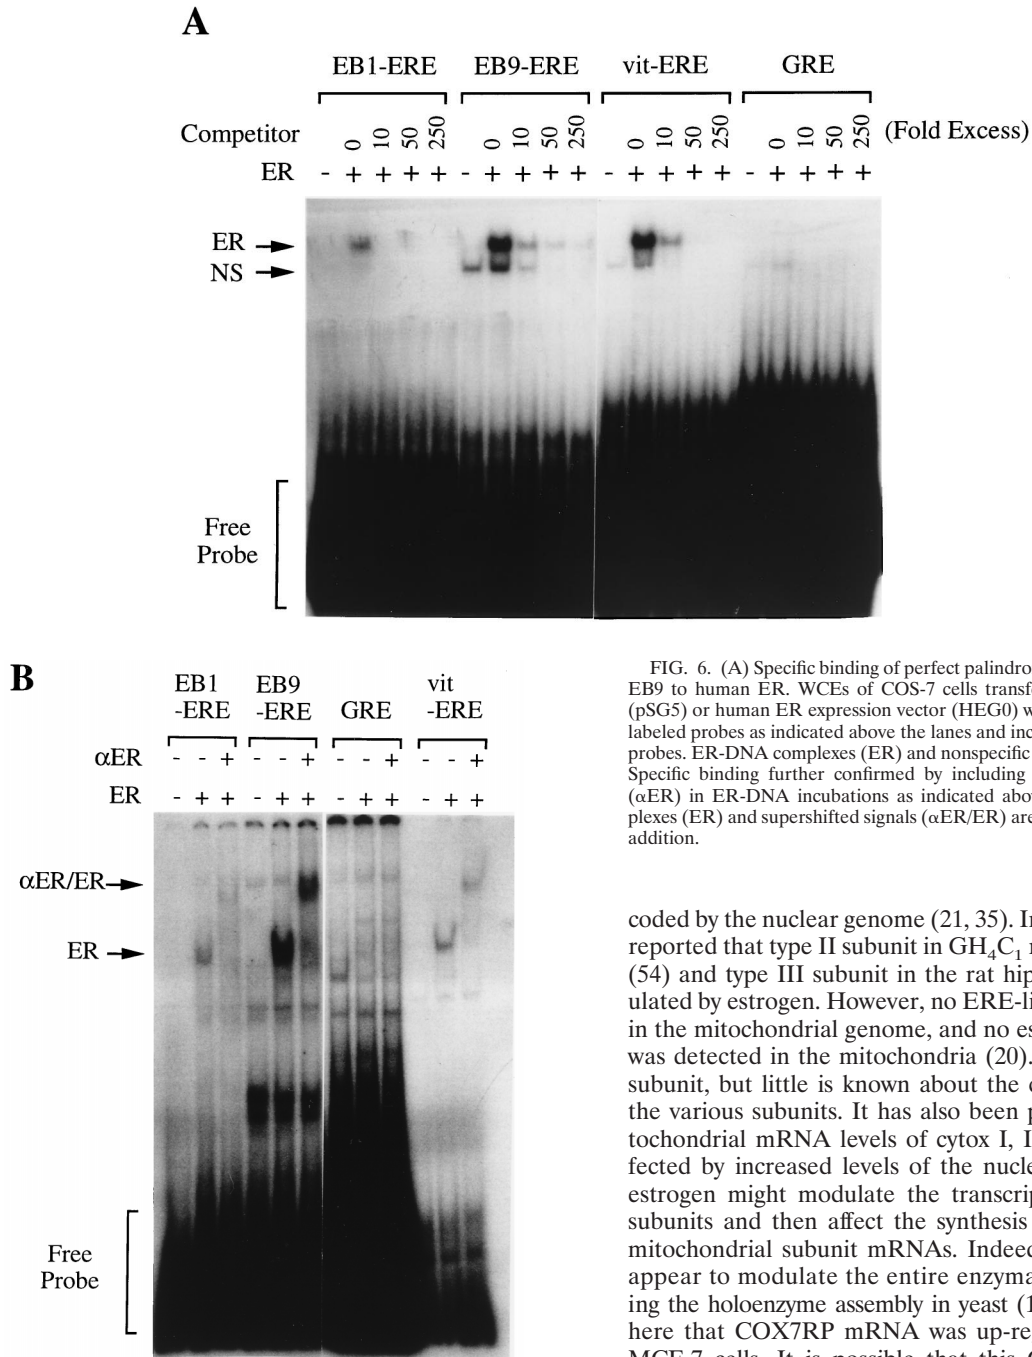 A
EB1-ERE EB9-ERE vit-ERE GRE
Competitor 0 10 50 250 0 10 50 250 0 10 50 250 0 10 50 250 (Fold Excess)
ER - + + + + - + + + + - + + + + - + + + +
ER
NS
Free
Probe
B
EB1 EB9 vit
-ERE -ERE GRE -ERE
αER - - + - - + - - + - - +
ER - + + - + + - + + - + +
αER/ER
ER
Free
Probe
FIG. 6. (A) Specific binding of perfect palindro
EB9 to human ER. WCEs of COS-7 cells transf
(pSG5) or human ER expression vector (HEG0) w
labeled probes as indicated above the lanes and inc
probes. ER-DNA complexes (ER) and nonspecific
Specific binding further confirmed by including
(αER) in ER-DNA incubations as indicated abov
plexes (ER) and supershifted signals (αER/ER) are
addition.
coded by the nuclear genome (21, 35). I
reported that type II subunit in GH4C1
(54) and type III subunit in the rat hip
ulated by estrogen. However, no ERE-li
in the mitochondrial genome, and no es
was detected in the mitochondria (20).
subunit, but little is known about the
the various subunits. It has also been p
tochondrial mRNA levels of cytox I, I
fected by increased levels of the nucle
estrogen might modulate the transcrip
subunits and then affect the synthesis
mitochondrial subunit mRNAs. Indeed
appear to modulate the entire enzyma
ing the holoenzyme assembly in yeast (1
here that COX7RP mRNA was up-re
MCF-7 cells. It is possible that this